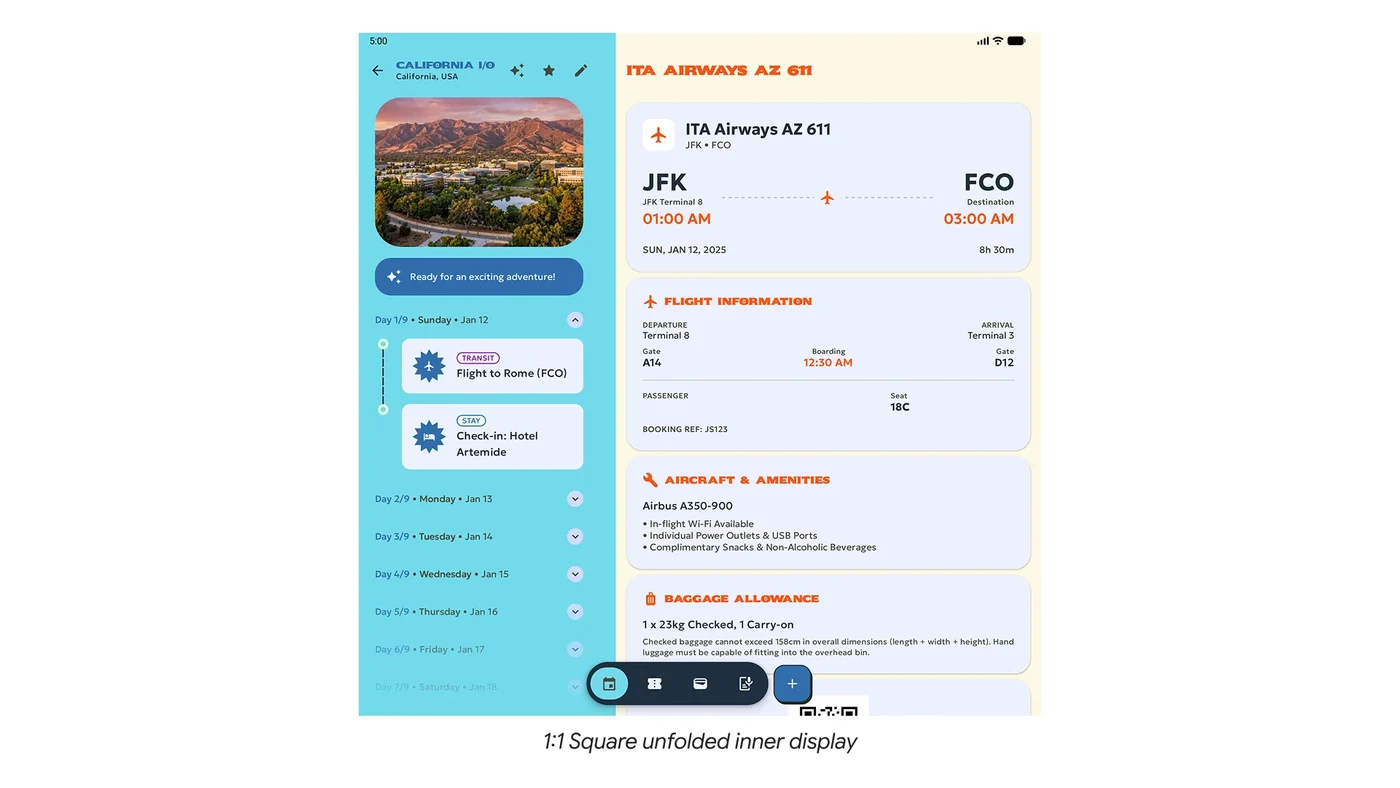 5:00
CALIFORNIA I/O
California, USA
Ready for an exciting adventure!
Day 1/9 • Sunday • Jan 12
TRANSIT
Flight to Rome (FCO)
STAY
Check-in: Hotel
Artemide
Day 2/9 • Monday • Jan 13
Day 3/9 • Tuesday • Jan 14
Day 4/9 • Wednesday • Jan 15
Day 5/9 • Thursday • Jan 16
Day 6/9 • Friday • Jan 17
Day 7/9 • Saturday • Jan 18
ITA AIRWAYS AZ 611
ITA Airways AZ 611
JFK • FCO
JFK FCO
JFK Terminal 8 Destination
01:00 AM 03:00 AM
SUN, JAN 12, 2025 8h 30m
FLIGHT INFORMATION
DEPARTURE ARRIVAL
Terminal 8 Terminal 3
Gate Boarding Gate
A14 12:30 AM D12
PASSENGER Seat
18C
BOOKING REF: JS123
AIRCRAFT & AMENITIES
Airbus A350-900
• In-flight Wi-Fi Available
• Individual Power Outlets & USB Ports
• Complimentary Snacks & Non-Alcoholic Beverages
BAGGAGE ALLOWANCE
1 x 23kg Checked, 1 Carry-on
Checked baggage cannot exceed 158cm in overall dimensions (length + width + height). Hand
luggage must be capable of fitting into the overhead bin.
1:1 Square unfolded inner display